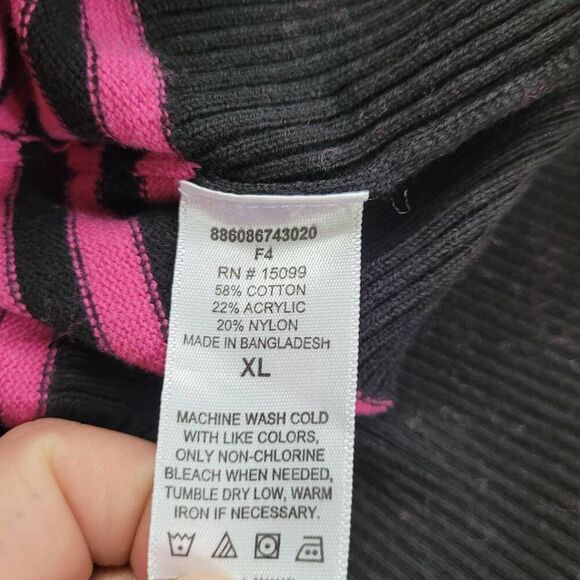 886086743020
F4
RN # 15099
58% COTTON
22% ACRYLIC
20% NYLON
MADE IN BANGLADESH
XL
MACHINE WASH COLD
WITH LIKE COLORS,
ONLY NON-CHLORINE
BLEACH WHEN NEEDED,
TUMBLE DRY LOW, WARM
IRON IF NECESSARY.